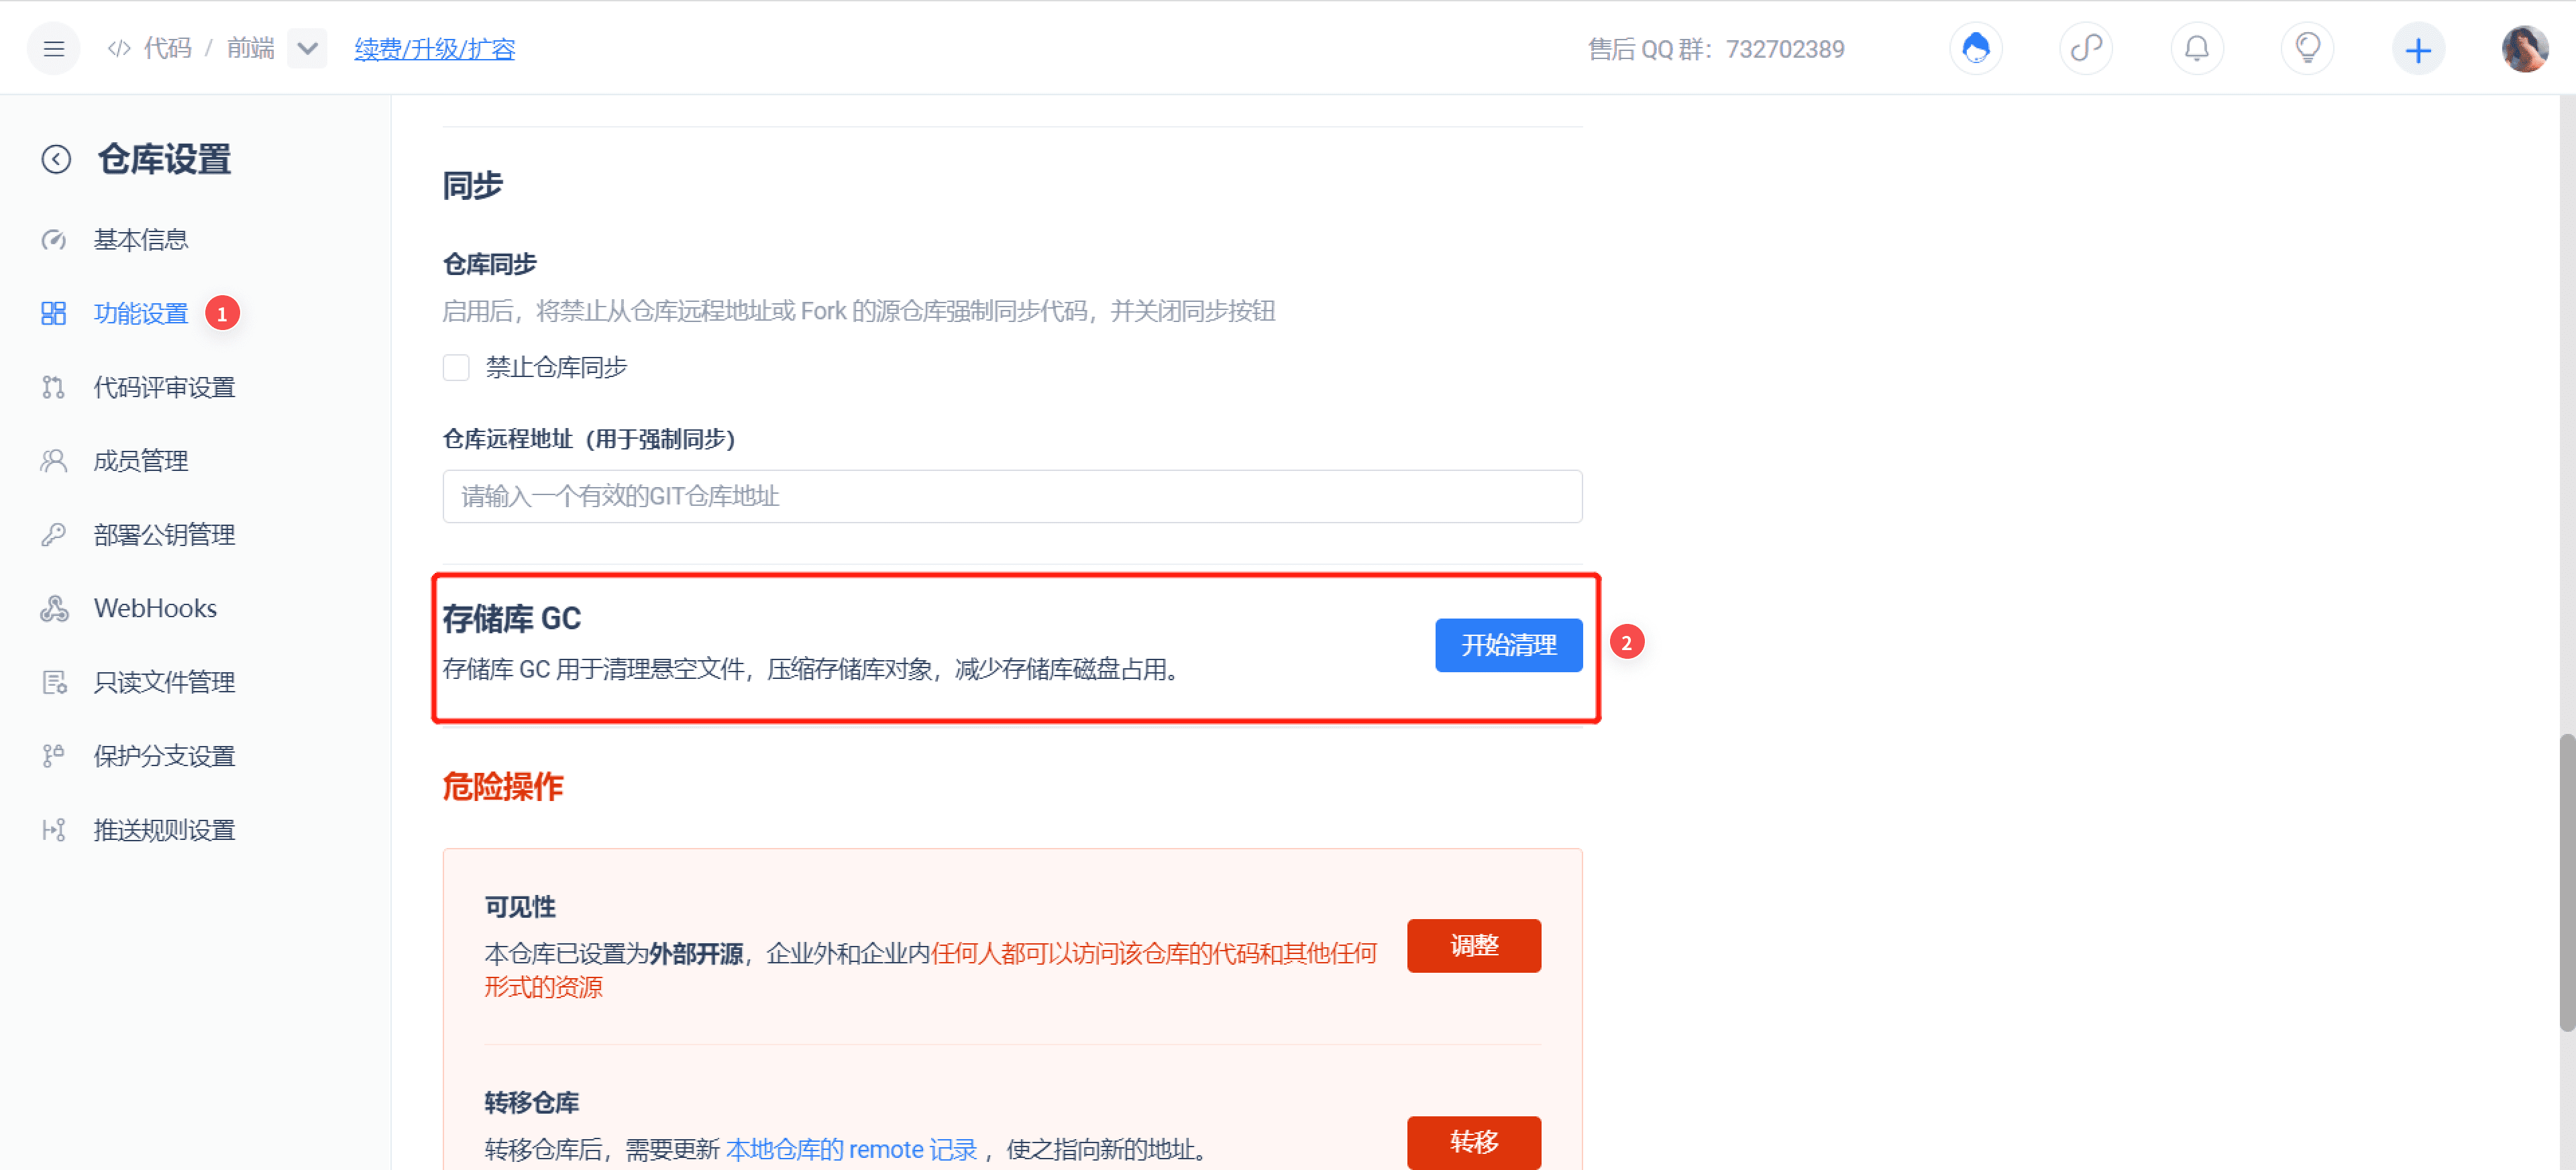 </> 代码 / 前端 续费/升级/扩容 售后 QQ 群：732702389
仓库设置
基本信息
功能设置 1
代码评审设置
成员管理
部署公钥管理
WebHooks
只读文件管理
保护分支设置
推送规则设置
同步
仓库同步
启用后，将禁止从仓库远程地址或 Fork 的源仓库强制同步代码，并关闭同步按钮
禁止仓库同步
仓库远程地址（用于强制同步）
请输入一个有效的GIT仓库地址
存储库 GC
存储库 GC 用于清理悬空文件，压缩存储库对象，减少存储库磁盘占用。
开始清理 2
危险操作
可见性
本仓库已设置为外部开源，企业外和企业内任何人都可以访问该仓库的代码和其他任何
形式的资源
调整
转移仓库
转移仓库后，需要更新 本地仓库的 remote 记录 ，使之指向新的地址。
转移